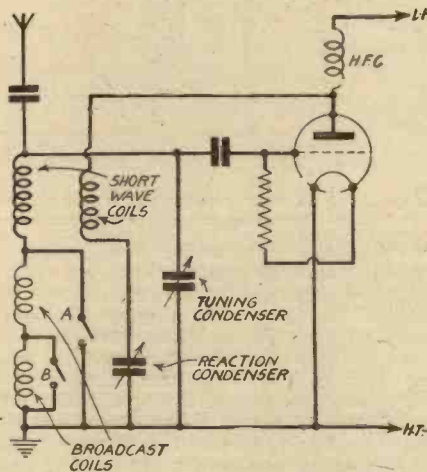 L.F.
H.F.C
SHORT
WAVE
COILS
A
TUNING
CONDENSER
REACTION
CONDENSER
B
H.T.-
BROADCAST
COILS